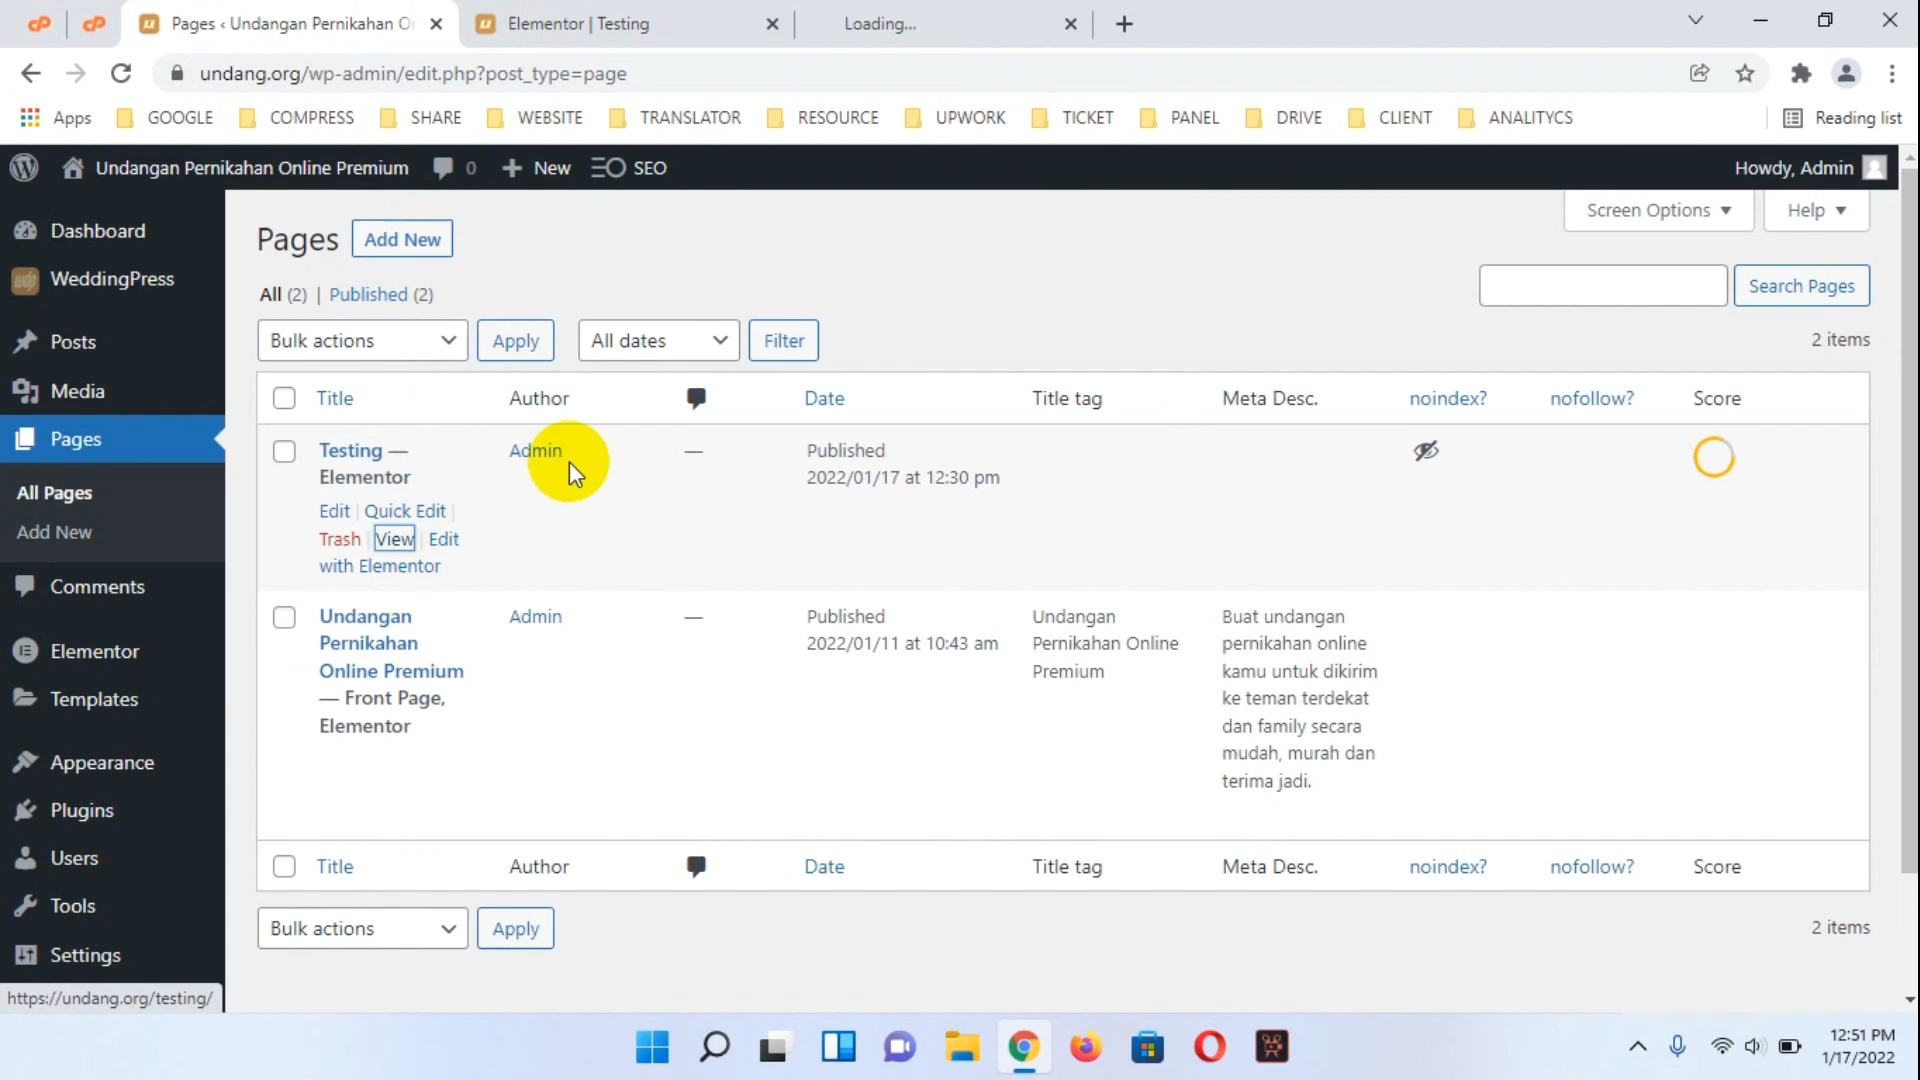 Pages ‹ Undangan Pernikahan Or
Elementor | Testing
Loading...
undang.org/wp-admin/edit.php?post_type=page
Apps GOOGLE COMPRESS SHARE WEBSITE TRANSLATOR RESOURCE UPWORK TICKET PANEL DRIVE CLIENT ANALITYCS Reading list
Undangan Pernikahan Online Premium 0 New SEO Howdy, Admin
Dashboard
WeddingPress
Posts
Media
Pages
All Pages
Add New
Comments
Elementor
Templates
Appearance
Plugins
Users
Tools
Settings
https://undang.org/testing/
Screen Options Help
Pages Add New
All (2) | Published (2)
Search Pages
Bulk actions Apply All dates Filter 2 items
Title Author Date Title tag Meta Desc. noindex? nofollow? Score
Testing —
Elementor
Edit | Quick Edit |
Trash | View | Edit
with Elementor
Admin
—
Published
2022/01/17 at 12:30 pm
Undangan
Pernikahan
Online Premium
— Front Page,
Elementor
Admin
—
Published
2022/01/11 at 10:43 am
Undangan
Pernikahan Online
Premium
Buat undangan
pernikahan online
kamu untuk dikirim
ke teman terdekat
dan family secara
mudah, murah dan
terima jadi.
Title Author Date Title tag Meta Desc. noindex? nofollow? Score
Bulk actions Apply 2 items
12:51 PM
1/17/2022